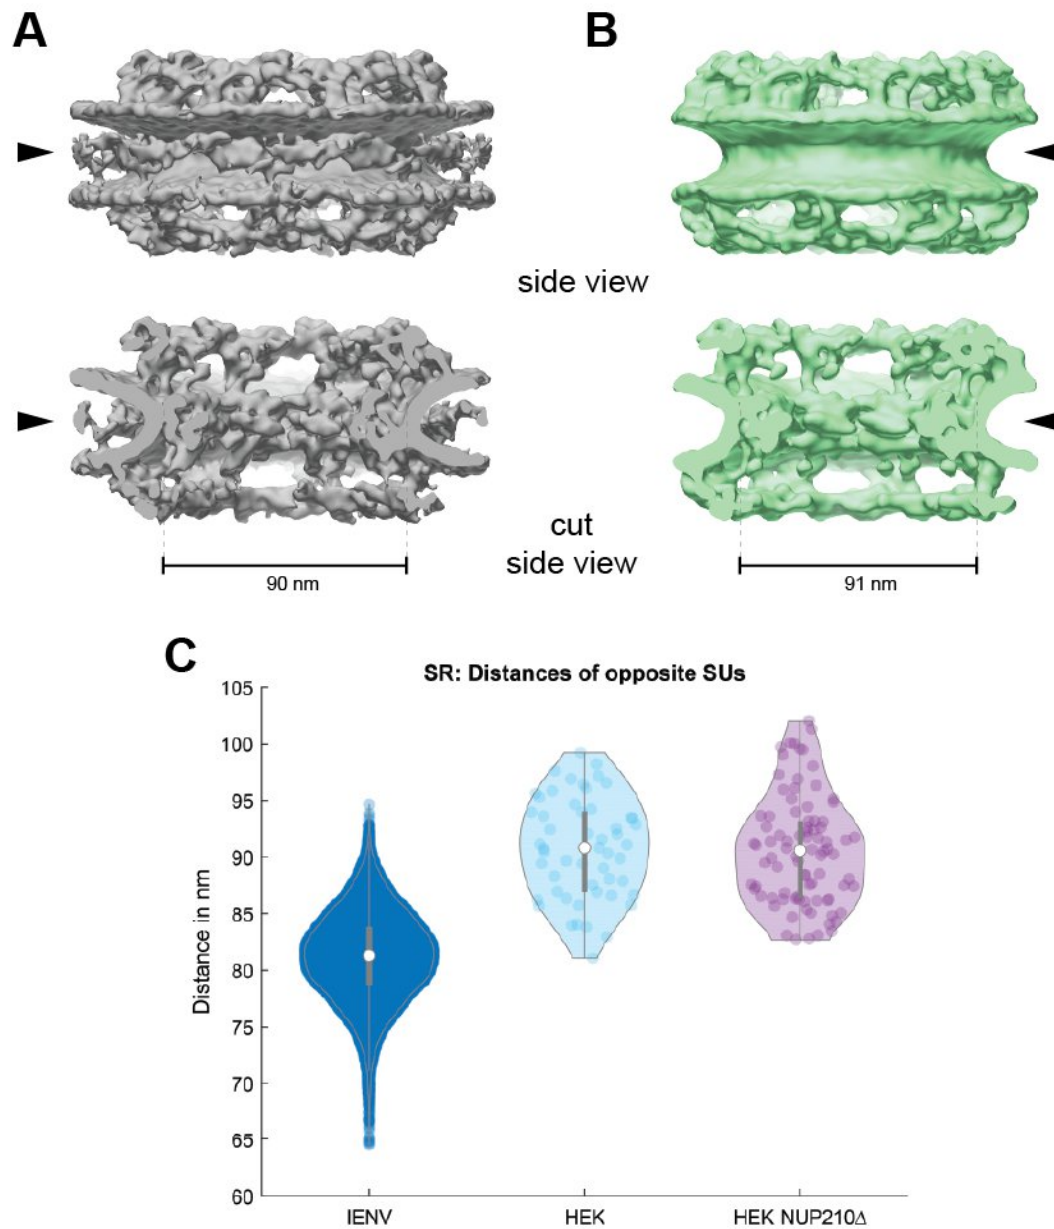 A
B
side view
cut
side view
90 nm
91 nm
C
SR: Distances of opposite SUs
Distance in nm
105
100
95
90
85
80
75
70
65
60
IENV
HEK
HEK NUP210Δ